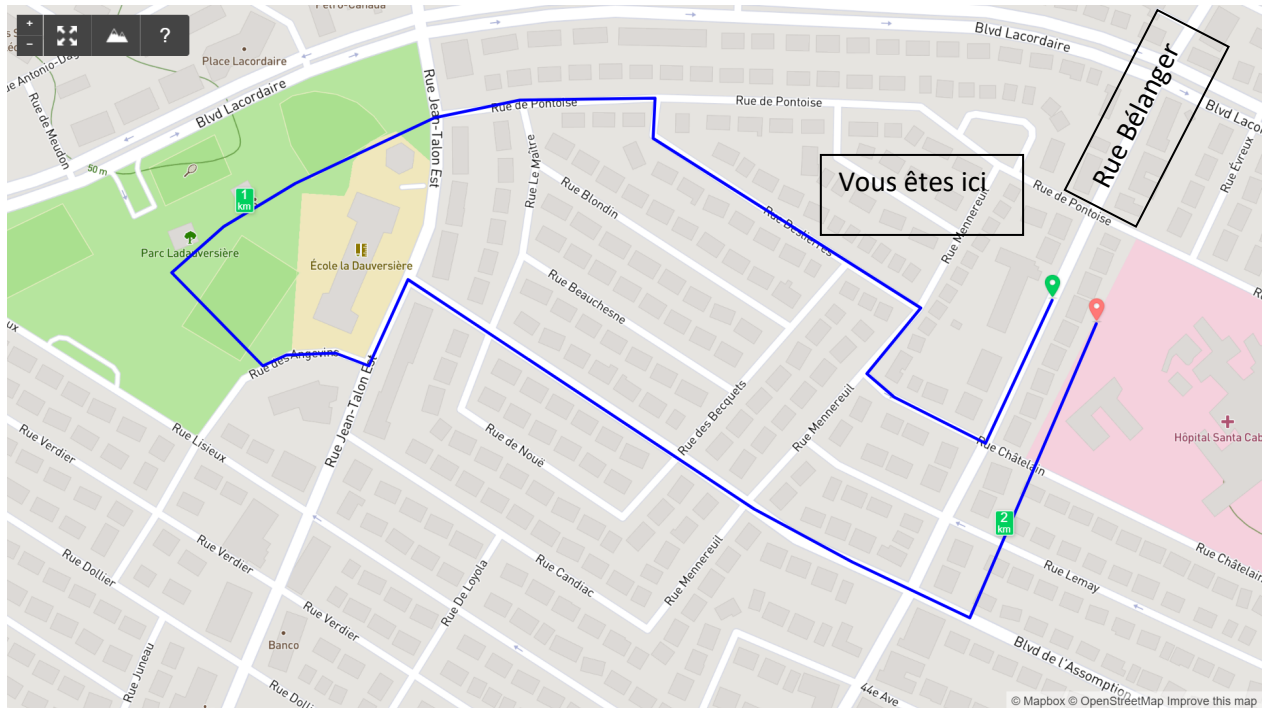 +
−
?
Pétro-Canada
Place Lacordaire
Rue de Meudon
50 m
Blvd Lacordaire
Rue Jean-Talon Est
Rue de Pontoise
Rue de Pontoise
Blvd Lacordaire
Rue Bélanger
Rue Évreux
Rue de Pontoise
Vous êtes ici
Rue Mennereuil
Rue Le Maître
Rue Blondin
1
km
Parc Ladauversière
École la Dauversière
Rue Beauchesne
Rue des Angevins
Rue Jean-Talon Est
Rue des Becquets
Rue Mennereuil
Rue Châtelain
Rue Lisieux
Rue Verdier
Rue de Nouë
2
km
Rue Verdier
Rue Dollier
Rue De Loyola
Rue Candiac
Rue Mennereuil
Rue Lemay
Rue Châtelain
Rue Verdier
Banco
Rue Juneau
Blvd de l'Assomption
44e Ave
© Mapbox © OpenStreetMap Improve this map